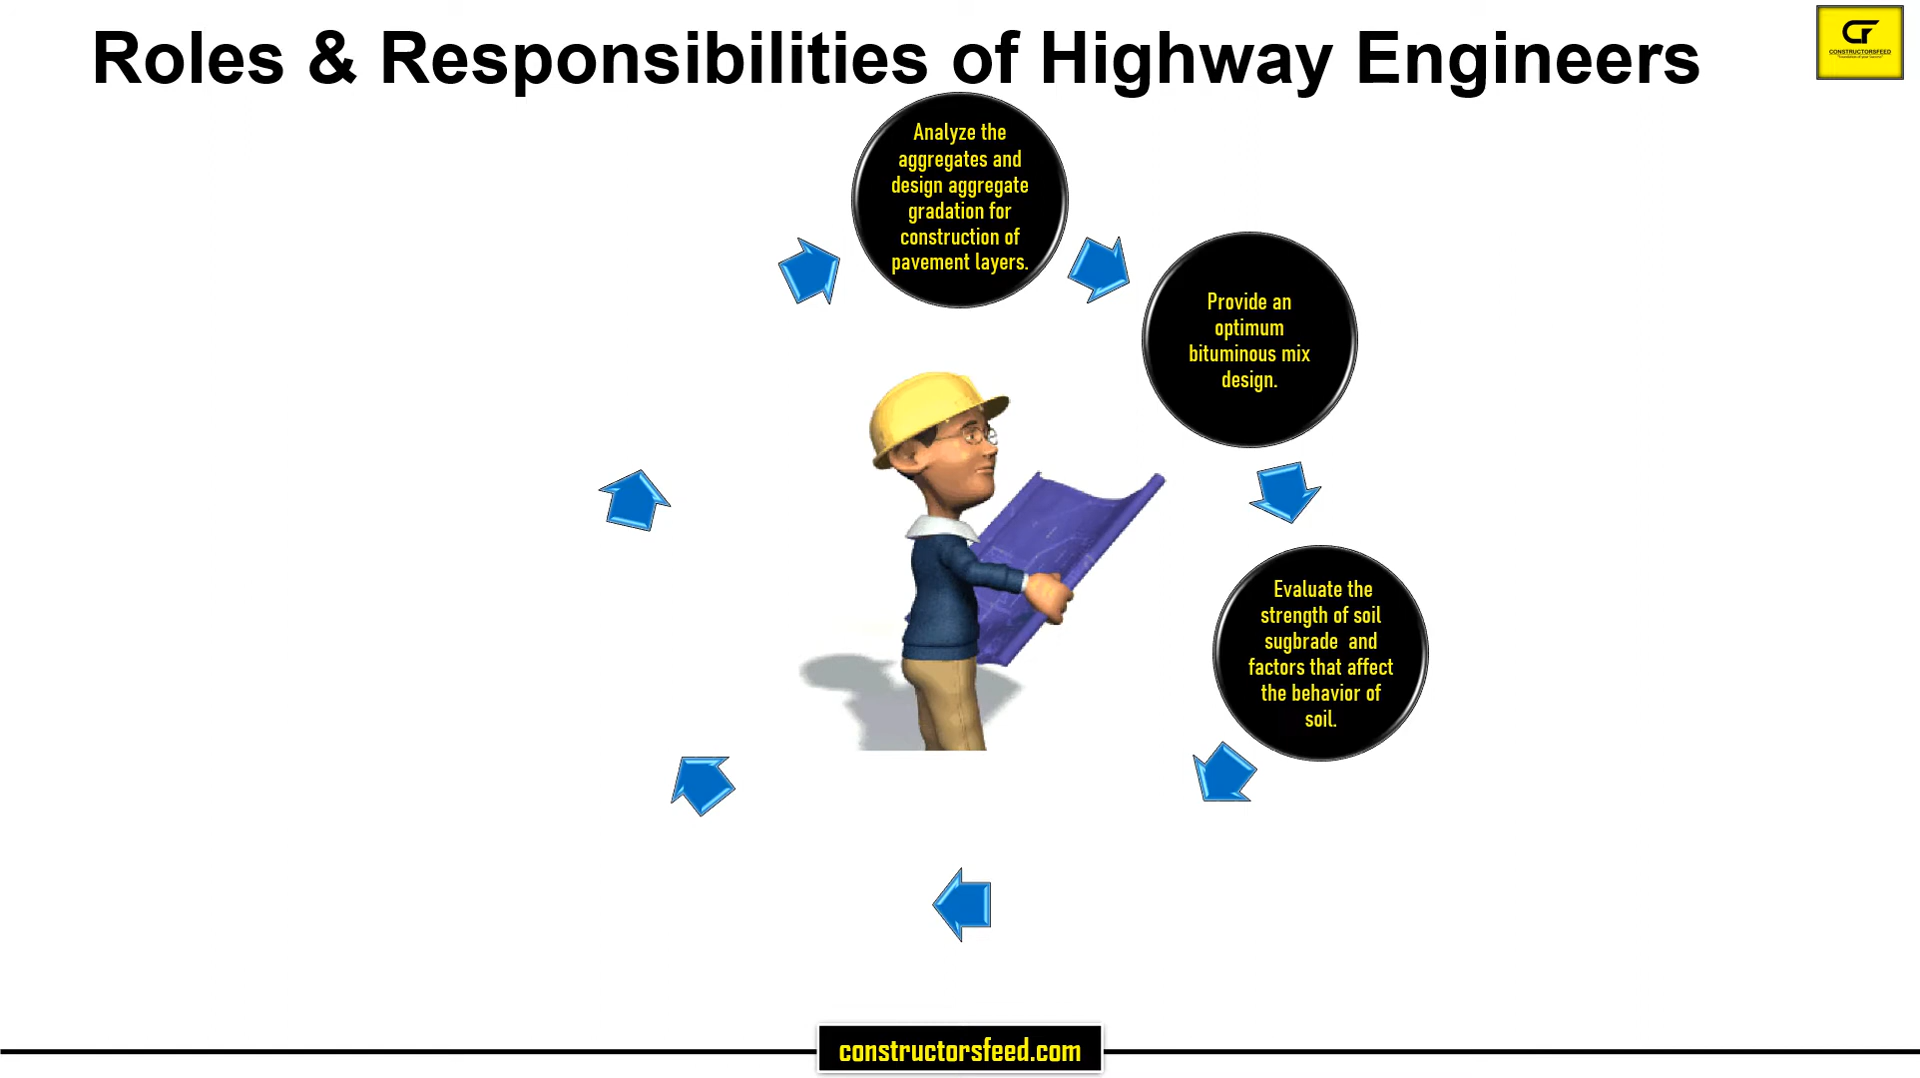 Roles & Responsibilities of Highway Engineers
CONSTRUCTORSFEED
Analyze the
aggregates and
design aggregate
gradation for
construction of
pavement layers.
Provide an
optimum
bituminous mix
design.
Evaluate the
strength of soil
sugbrade and
factors that affect
the behavior of
soil.
constructorsfeed.com